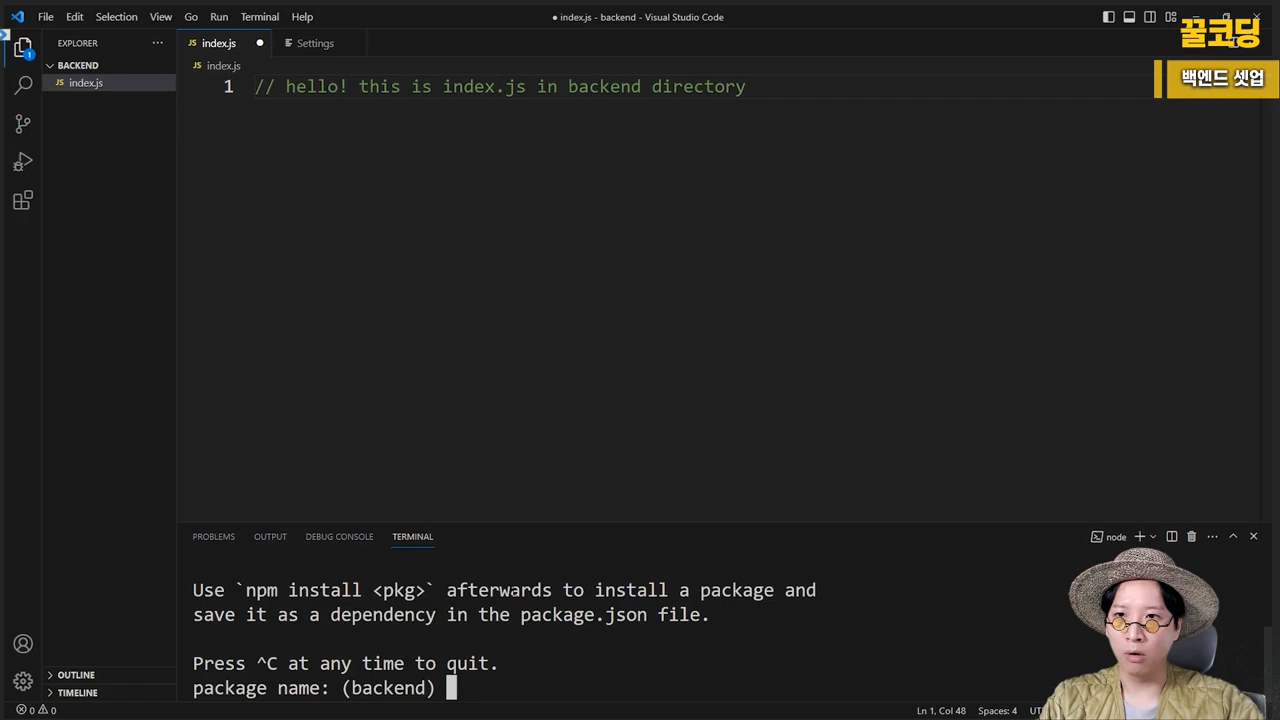 File Edit Selection View Go Run Terminal Help
● index.js - backend - Visual Studio Code
꿀코딩
백엔드 셋업
1
EXPLORER
BACKEND
JS index.js
OUTLINE
TIMELINE
JS index.js
Settings
JS index.js
1 // hello! this is index.js in backend directory
PROBLEMS OUTPUT DEBUG CONSOLE TERMINAL
node
Use `npm install <pkg>` afterwards to install a package and
save it as a dependency in the package.json file.
Press ^C at any time to quit.
package name: (backend)
0 0
Ln 1, Col 48 Spaces: 4